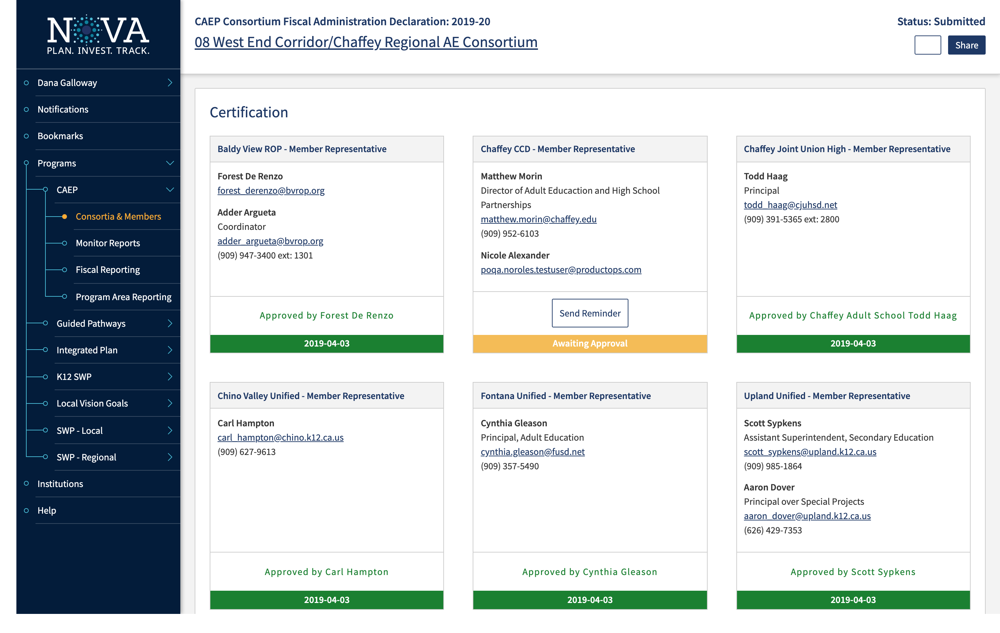 NOVA
PLAN. INVEST. TRACK.
Dana Galloway
Notifications
Bookmarks
Programs
CAEP
Consortia & Members
Monitor Reports
Fiscal Reporting
Program Area Reporting
Guided Pathways
Integrated Plan
K12 SWP
Local Vision Goals
SWP - Local
SWP - Regional
Institutions
Help
CAEP Consortium Fiscal Administration Declaration: 2019-20
08 West End Corridor/Chaffey Regional AE Consortium
Status: Submitted
Share
Certification
Baldy View ROP - Member Representative
Forest De Renzo
forest_derenzo@bvrop.org
Adder Argueta
Coordinator
adder_argueta@bvrop.org
(909) 947-3400 ext: 1301
Approved by Forest De Renzo
2019-04-03
Chaffey CCD - Member Representative
Matthew Morin
Director of Adult Educaction and High School
Partnerships
matthew.morin@chaffey.edu
(909) 952-6103
Nicole Alexander
poqa.noroles.testuser@productops.com
Send Reminder
Awaiting Approval
Chaffey Joint Union High - Member Representative
Todd Haag
Principal
todd_haag@cjuhsd.net
(909) 391-5365 ext: 2800
Approved by Chaffey Adult School Todd Haag
2019-04-03
Chino Valley Unified - Member Representative
Carl Hampton
carl_hampton@chino.k12.ca.us
(909) 627-9613
Approved by Carl Hampton
2019-04-03
Fontana Unified - Member Representative
Cynthia Gleason
Principal, Adult Education
cynthia.gleason@fusd.net
(909) 357-5490
Approved by Cynthia Gleason
2019-04-03
Upland Unified - Member Representative
Scott Sypkens
Assistant Superintendent, Secondary Education
scott_sypkens@upland.k12.ca.us
(909) 985-1864
Aaron Dover
Principal over Special Projects
aaron_dover@upland.k12.ca.us
(626) 429-7353
Approved by Scott Sypkens
2019-04-03